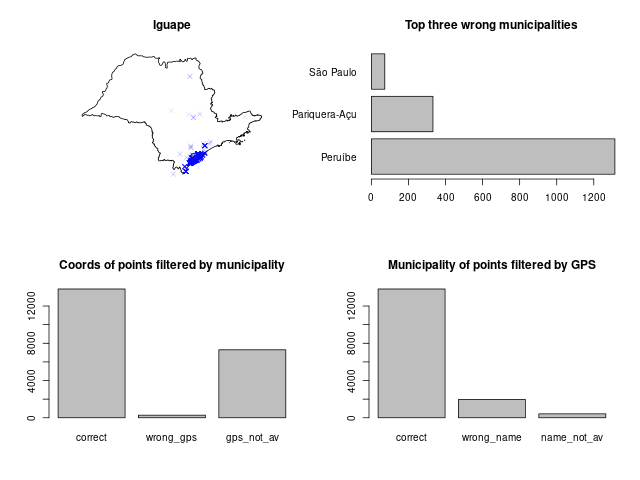 Iguape
Top three wrong municipalities
São Paulo
Pariquera-Açu
Peruíbe
0 200 400 600 800 1000 1200
Coords of points filtered by municipality
12000
8000
4000
0
correct wrong_gps gps_not_av
Municipality of points filtered by GPS
12000
8000
4000
0
correct wrong_name name_not_av